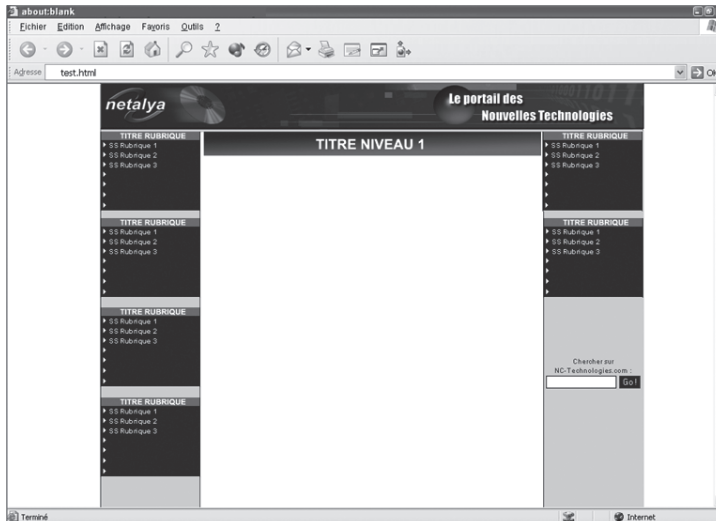 about:blank
Fichier Edition Affichage Favoris Outils ?
Adresse test.html OK
netalya
Le portail des
Nouvelles Technologies
TITRE RUBRIQUE
SS Rubrique 1
SS Rubrique 2
SS Rubrique 3
TITRE RUBRIQUE
SS Rubrique 1
SS Rubrique 2
SS Rubrique 3
TITRE RUBRIQUE
SS Rubrique 1
SS Rubrique 2
SS Rubrique 3
TITRE RUBRIQUE
SS Rubrique 1
SS Rubrique 2
SS Rubrique 3
TITRE NIVEAU 1
TITRE RUBRIQUE
SS Rubrique 1
SS Rubrique 2
SS Rubrique 3
TITRE RUBRIQUE
SS Rubrique 1
SS Rubrique 2
SS Rubrique 3
Chercher sur
NC-Technologies.com :
Go!
Terminé Internet